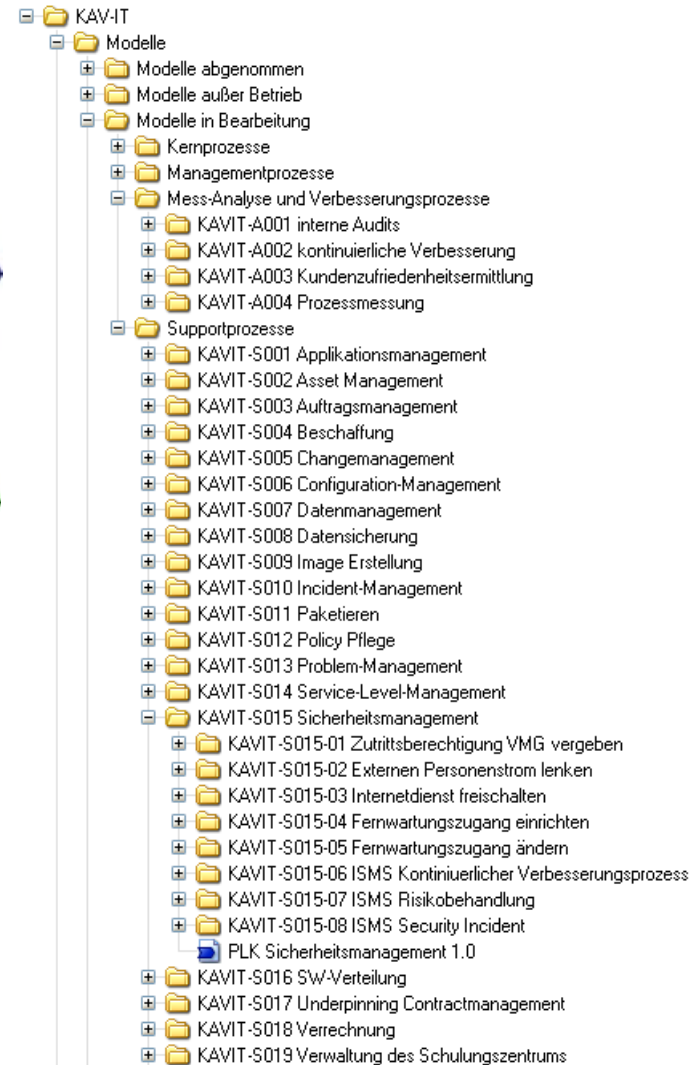 KAV-IT
Modelle
Modelle abgenommen
Modelle außer Betrieb
Modelle in Bearbeitung
Kernprozesse
Managementprozesse
Mess-Analyse und Verbesserungsprozesse
KAVIT-A001 interne Audits
KAVIT-A002 kontinuierliche Verbesserung
KAVIT-A003 Kundenzufriedenheitsermittlung
KAVIT-A004 Prozessmessung
Supportprozesse
KAVIT-S001 Applikationsmanagement
KAVIT-S002 Asset Management
KAVIT-S003 Auftragsmanagement
KAVIT-S004 Beschaffung
KAVIT-S005 Changemanagement
KAVIT-S006 Configuration-Management
KAVIT-S007 Datenmanagement
KAVIT-S008 Datensicherung
KAVIT-S009 Image Erstellung
KAVIT-S010 Incident-Management
KAVIT-S011 Paketieren
KAVIT-S012 Policy Pflege
KAVIT-S013 Problem-Management
KAVIT-S014 Service-Level-Management
KAVIT-S015 Sicherheitsmanagement
KAVIT-S015-01 Zutrittsberechtigung VMG vergeben
KAVIT-S015-02 Externen Personenstrom lenken
KAVIT-S015-03 Internetdienst freischalten
KAVIT-S015-04 Fernwartungszugang einrichten
KAVIT-S015-05 Fernwartungszugang ändern
KAVIT-S015-06 ISMS Kontiniuerlicher Verbesserungsprozess
KAVIT-S015-07 ISMS Risikobehandlung
KAVIT-S015-08 ISMS Security Incident
PLK Sicherheitsmanagement 1.0
KAVIT-S016 SW-Verteilung
KAVIT-S017 Underpinning Contractmanagement
KAVIT-S018 Verrechnung
KAVIT-S019 Verwaltung des Schulungszentrums